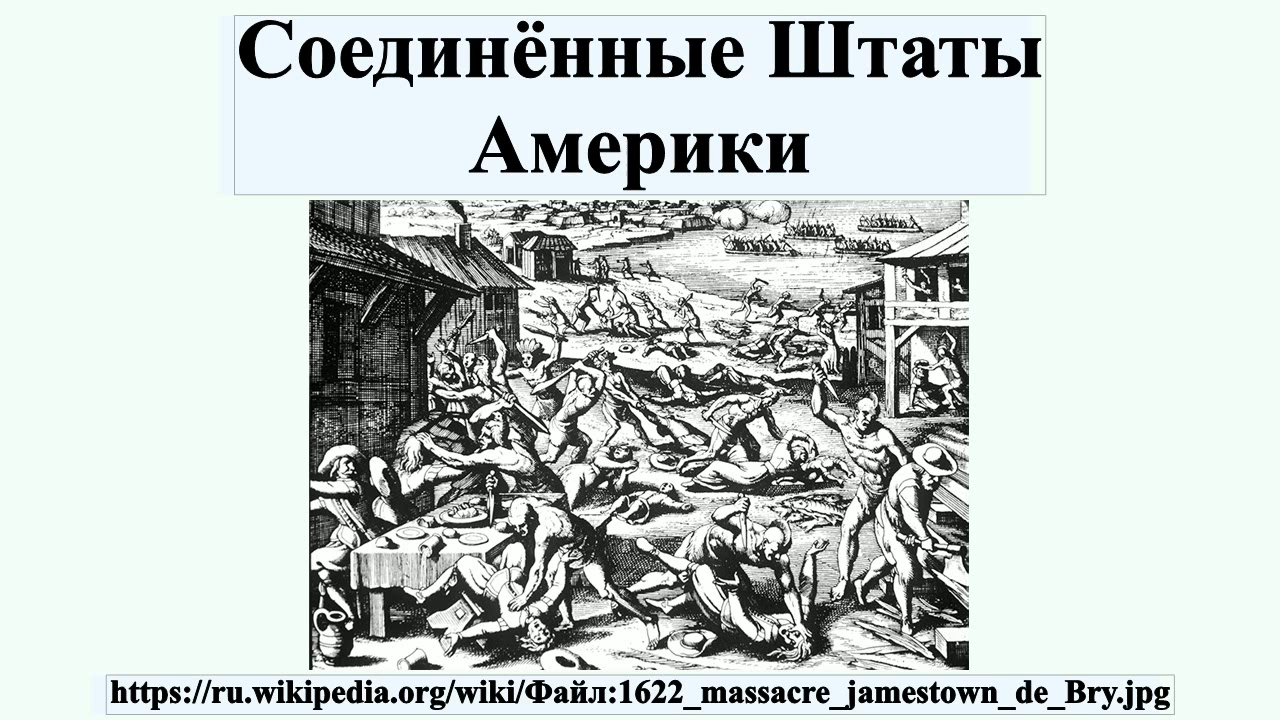 Соединённые Штаты
Америки
https://ru.wikipedia.org/wiki/Файл:1622_massacre_jamestown_de_Bry.jpg